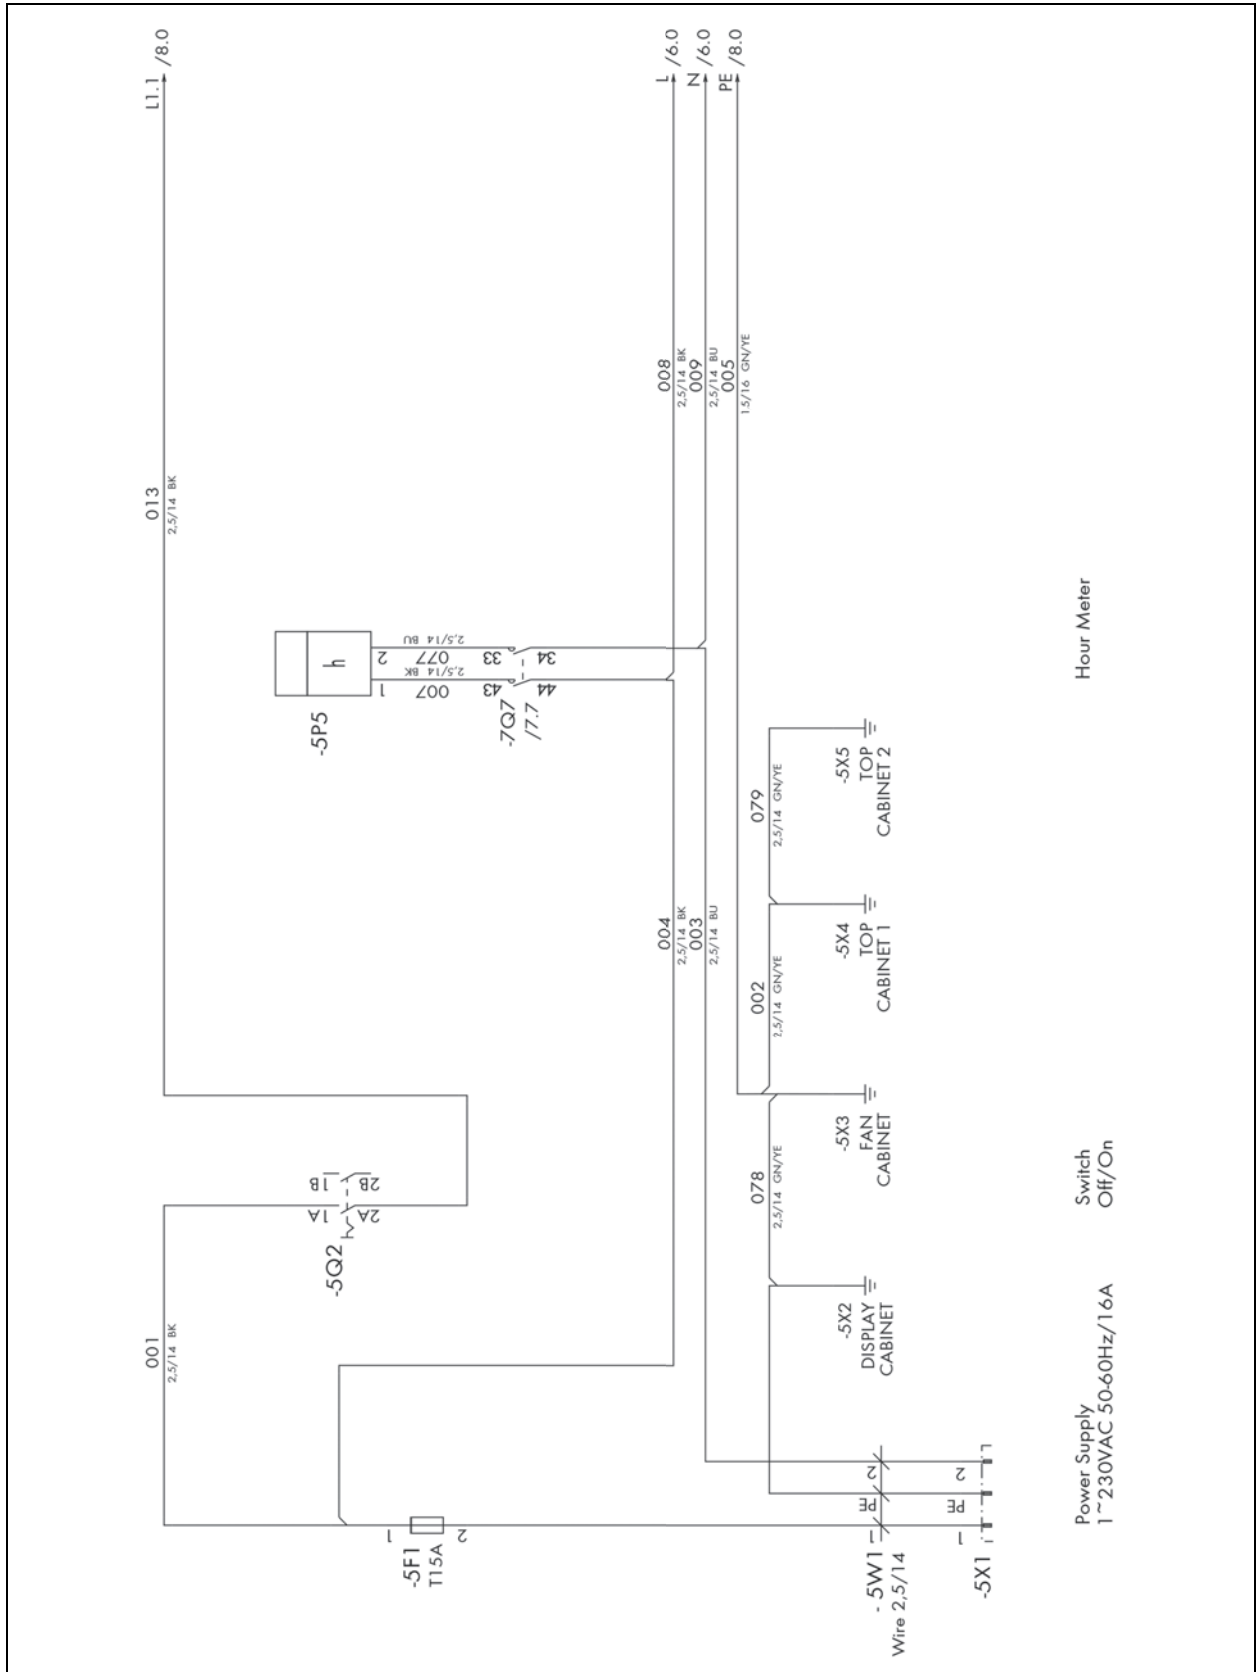 L1.1 /8.0
L /6.0
N /6.0
PE /8.0
013
2,5/14 BK
001
2,5/14 BK
-5P5
h
1
2
007
2,5/14 BK
077
2,5/14 BU
-7Q7
/7.7
43
44
33
34
008
2,5/14 BK
009
2,5/14 BU
005
1.5/16 GN/YE
004
2,5/14 BK
003
2,5/14 BU
-5Q2
1A
2A
1B
2B
-5F1
T15A
1
2
078
2,5/14 GN/YE
002
2,5/14 GN/YE
079
2,5/14 GN/YE
-5X2
DISPLAY
CABINET
-5X3
FAN
CABINET
-5X4
TOP
CABINET 1
-5X5
TOP
CABINET 2
- 5W1
Wire 2,5/14
1
PE
2
-5X1
1
PE
2
Power Supply
1~230VAC 50-60Hz/16A
Switch
Off/On
Hour Meter